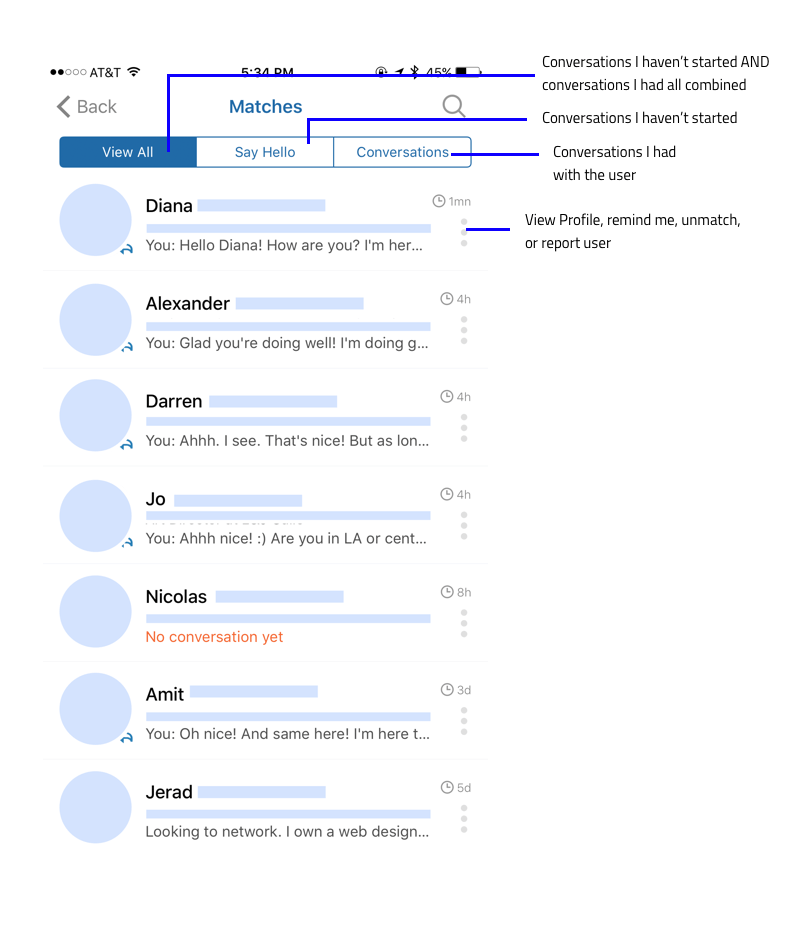 AT&T 5:34 PM 45%
Conversations I haven't started AND
conversations I had all combined
Back Matches
Conversations I haven't started
View All Say Hello Conversations
Conversations I had
with the user
Diana 1mn
View Profile, remind me, unmatch,
or report user
You: Hello Diana! How are you? I'm her...
Alexander 4h
You: Glad you're doing well! I'm doing g...
Darren 4h
You: Ahhh. I see. That's nice! But as lon...
Jo 4h
You: Ahhh nice! :) Are you in LA or cent...
Nicolas 8h
No conversation yet
Amit 3d
You: Oh nice! And same here! I'm here t...
Jerad 5d
Looking to network. I own a web design...